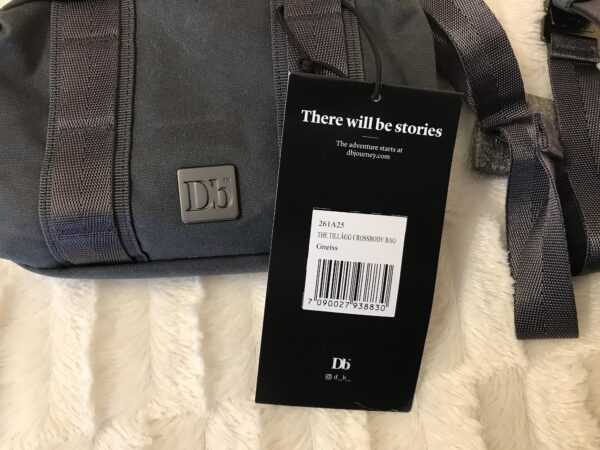 Db
There will be stories
The adventure starts at
dbjourney.com
261A25
THE TILLÄGG CROSSBODY BAG
Gneiss
7 090027 938830
Db
d_b_